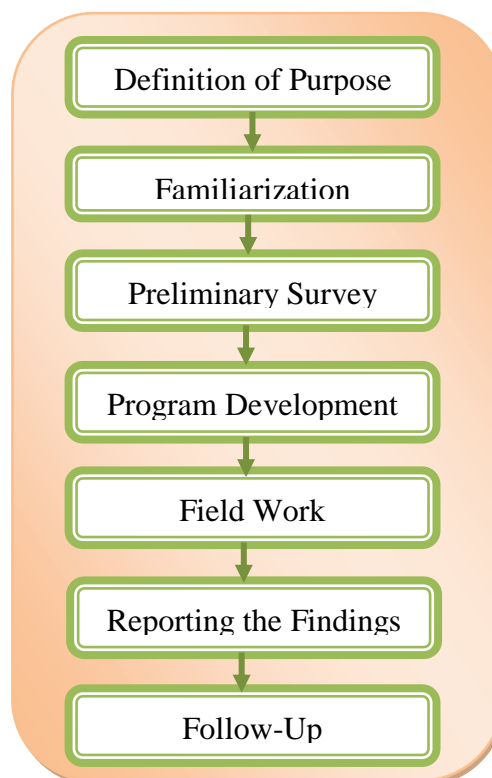 Definition of Purpose
Familiarization
Preliminary Survey
Program Development
Field Work
Reporting the Findings
Follow-Up